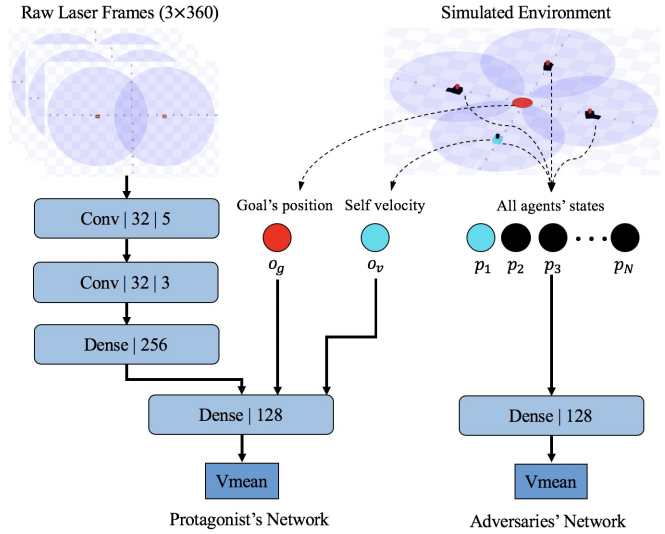 Raw Laser Frames (3×360)
Simulated Environment
Conv | 32 | 5
Conv | 32 | 3
Dense | 256
Goal's position
Self velocity
All agents' states
o_g
o_v
p_1
p_2
p_3
p_N
Dense | 128
Dense | 128
Vmean
Vmean
Protagonist's Network
Adversaries' Network